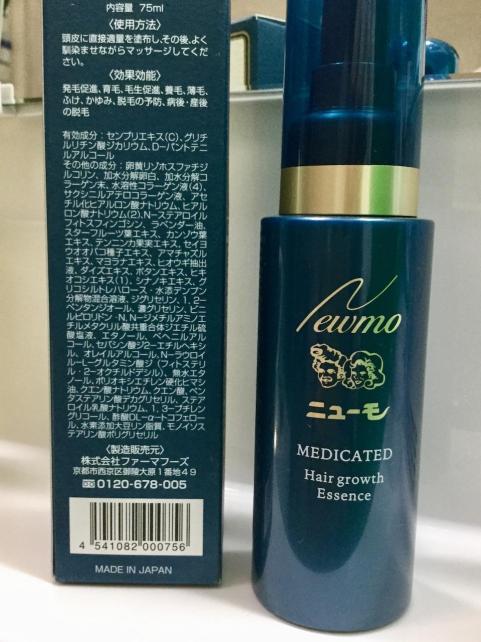 内容量 75ml
〈使用方法〉
頭皮に直接適量を塗布し、その後、よく
馴染ませながらマッサージしてくだ
さい。
〈効果効能〉
発毛促進、育毛、毛生促進、養毛、薄毛、
ふけ、かゆみ、脱毛の予防、病後・産後
の脱毛
有効成分：センブリエキス(C)、グリチ
ルリチン酸ジカリウム、D-パントテニ
ルアルコール
その他の成分：卵黄リゾホスファチジ
ルコリン、加水分解卵白、加水分解コ
ラーゲン末、水溶性コラーゲン液(4)、
サクシニルアテロコラーゲン液、アセ
チル化ヒアルロン酸ナトリウム、ヒアル
ロン酸ナトリウム(2)、N-ステアロイル
フィトスフィンゴシン、ラベンダー油、
スターフルーツ葉エキス、カンゾウ葉
エキス、テンニンカ果実エキス、セイヨ
ウオオバコ種子エキス、アマチャヅルエ
キス、マヨラナエキス、ヒオウギ抽出
液、ダイズエキス、ボタンエキス、ヒキ
オコシエキス(1)、シナノキエキス、グ
リコシルトレハロース・水添デンプン
分解物混合溶液、ジグリセリン、1, 2-
ペンタンジオール、濃グリセリン、ビニ
ルピロリドン・N, N-ジメチルアミノエ
チルメタクリル酸共重合体ジエチル硫
酸塩液、エタノール、ベヘニルアルコ
ール、セバシン酸ジ2-エチルヘキシ
ル、オレイルアルコール、N-ラウロイ
ル-L-グルタミン酸ジ（フィトステリ
ル・2-オクチルドデシル）、無水エタ
ノール、ポリオキシエチレン硬化ヒマシ
油、クエン酸ナトリウム、クエン酸、ペン
タステアリン酸デカグリセリル、ステア
ロイル乳酸ナトリウム、1, 3-ブチレン
グリコール、酢酸DL-α-トコフェロ
ール、水素添加大豆リン脂質、モノイソス
テアリン酸ポリグリセリル
〈製造販売元〉
株式会社ファーマフーズ
京都市西京区御陵大原1番地49
0120-678-005
4 541082 000756
MADE IN JAPAN
Newmo
ニューモ
MEDICATED
Hair growth
Essence